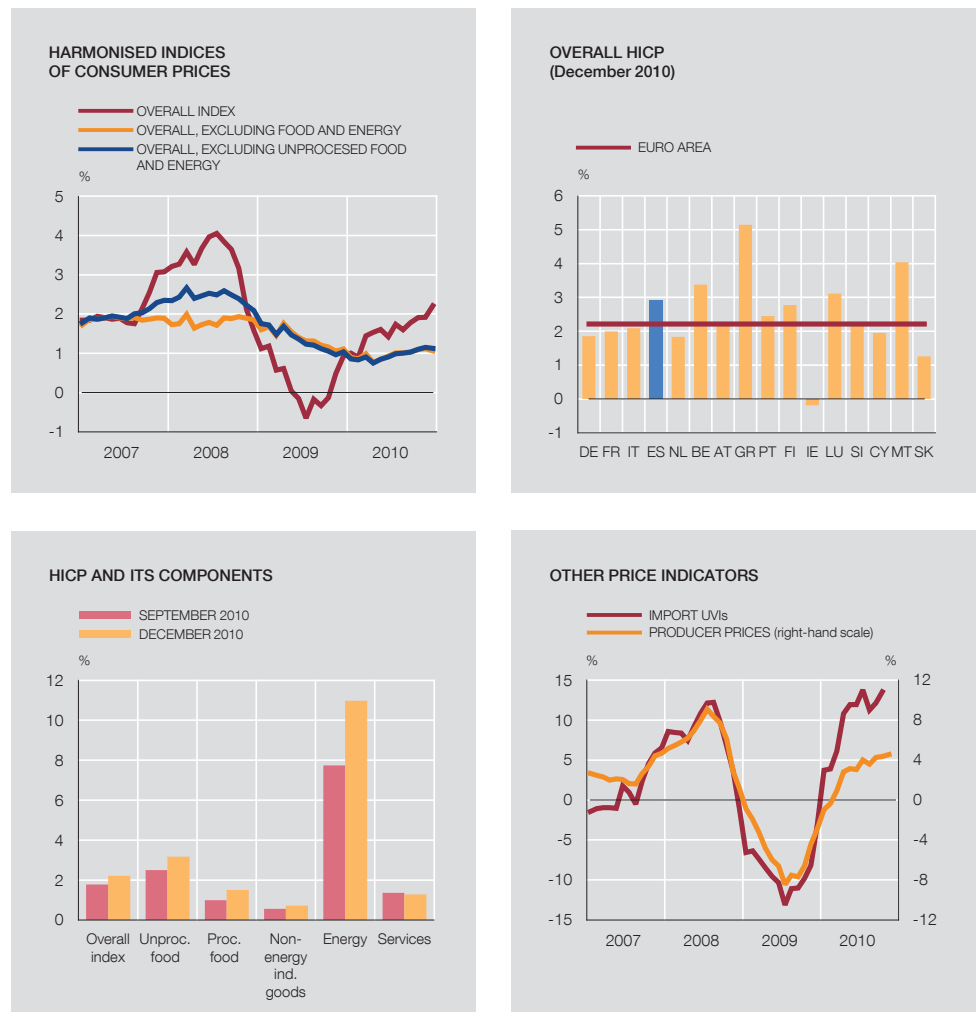 HARMONISED INDICES
OF CONSUMER PRICES
OVERALL INDEX
OVERALL, EXCLUDING FOOD AND ENERGY
OVERALL, EXCLUDING UNPROCESED FOOD
AND ENERGY
%
5
4
3
2
1
0
-1
2007 2008 2009 2010
OVERALL HICP
(December 2010)
EURO AREA
%
6
5
4
3
2
1
0
-1
DE FR IT ES NL BE AT GR PT FI IE LU SI CY MT SK
HICP AND ITS COMPONENTS
SEPTEMBER 2010
DECEMBER 2010
%
12
10
8
6
4
2
0
Overall Unproc. Proc. Non- Energy Services
index food food energy
ind.
goods
OTHER PRICE INDICATORS
IMPORT UVIs
PRODUCER PRICES (right-hand scale)
% %
15 12
10 8
5 4
0 0
-5 -4
-10 -8
-15 -12
2007 2008 2009 2010